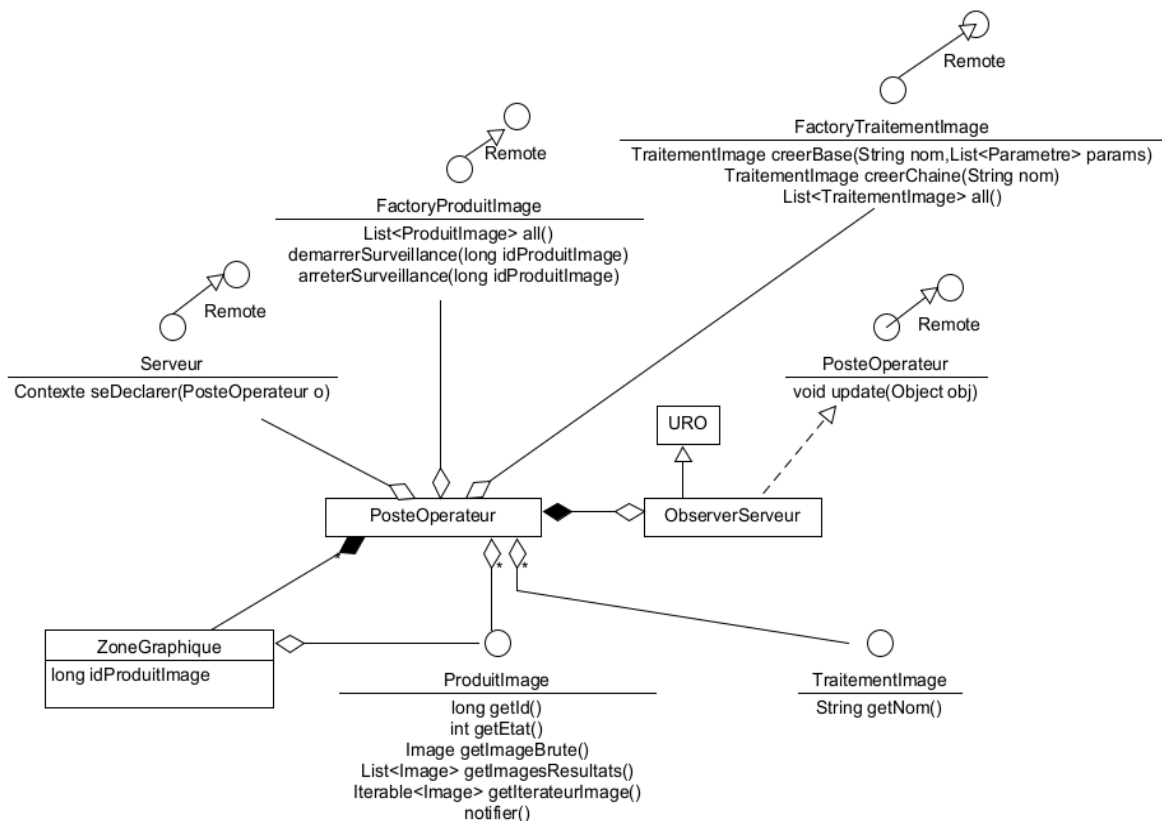 Remote
FactoryTraitementImage
TraitementImage creerBase(String nom,List<Parametre> params)
TraitementImage creerChaine(String nom)
List<TraitementImage> all()
Remote
FactoryProduitImage
List<ProduitImage> all()
demarrerSurveillance(long idProduitImage)
arreterSurveillance(long idProduitImage)
Remote
Serveur
Contexte seDeclarer(PosteOperateur o)
Remote
PosteOperateur
void update(Object obj)
URO
PosteOperateur
ObserverServeur
*
*
*
ZoneGraphique
long idProduitImage
ProduitImage
long getId()
int getEtat()
Image getImageBrute()
List<Image> getImagesResultats()
Iterable<Image> getIterateurImage()
notifier()
TraitementImage
String getNom()